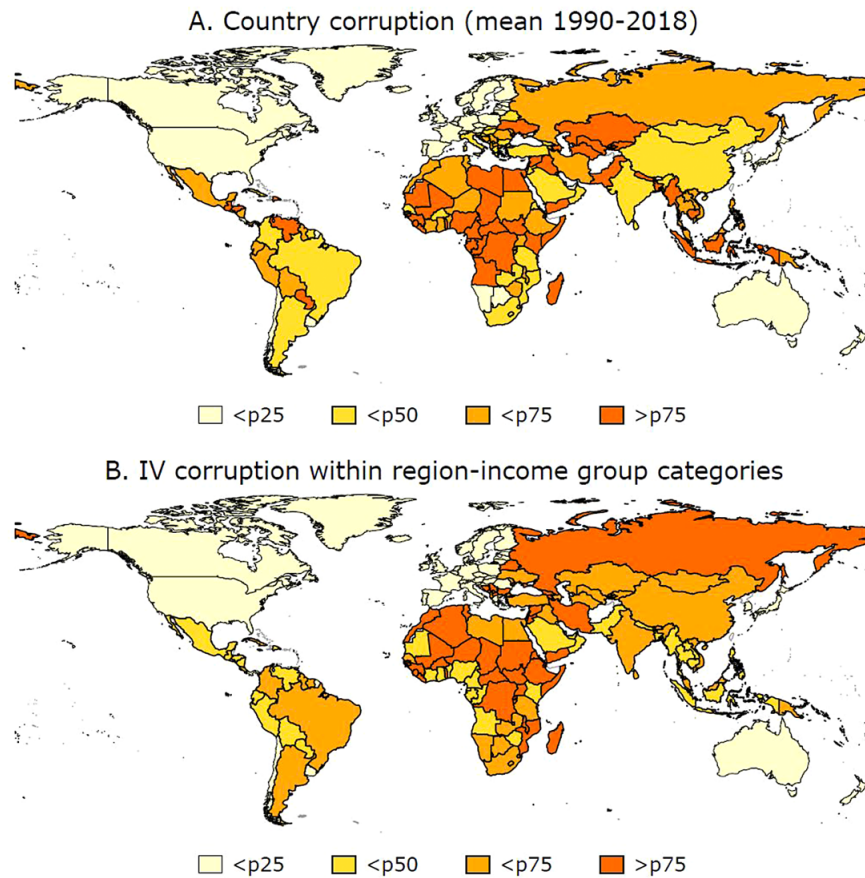 A. Country corruption (mean 1990-2018)
<p25 <p50 <p75 >p75
B. IV corruption within region-income group categories
<p25 <p50 <p75 >p75